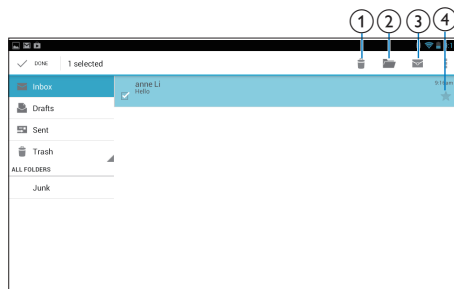 1 2 3 4
DONE 1 selected
Inbox
anne Li
Hello
Drafts
Sent
Trash
ALL FOLDERS
Junk